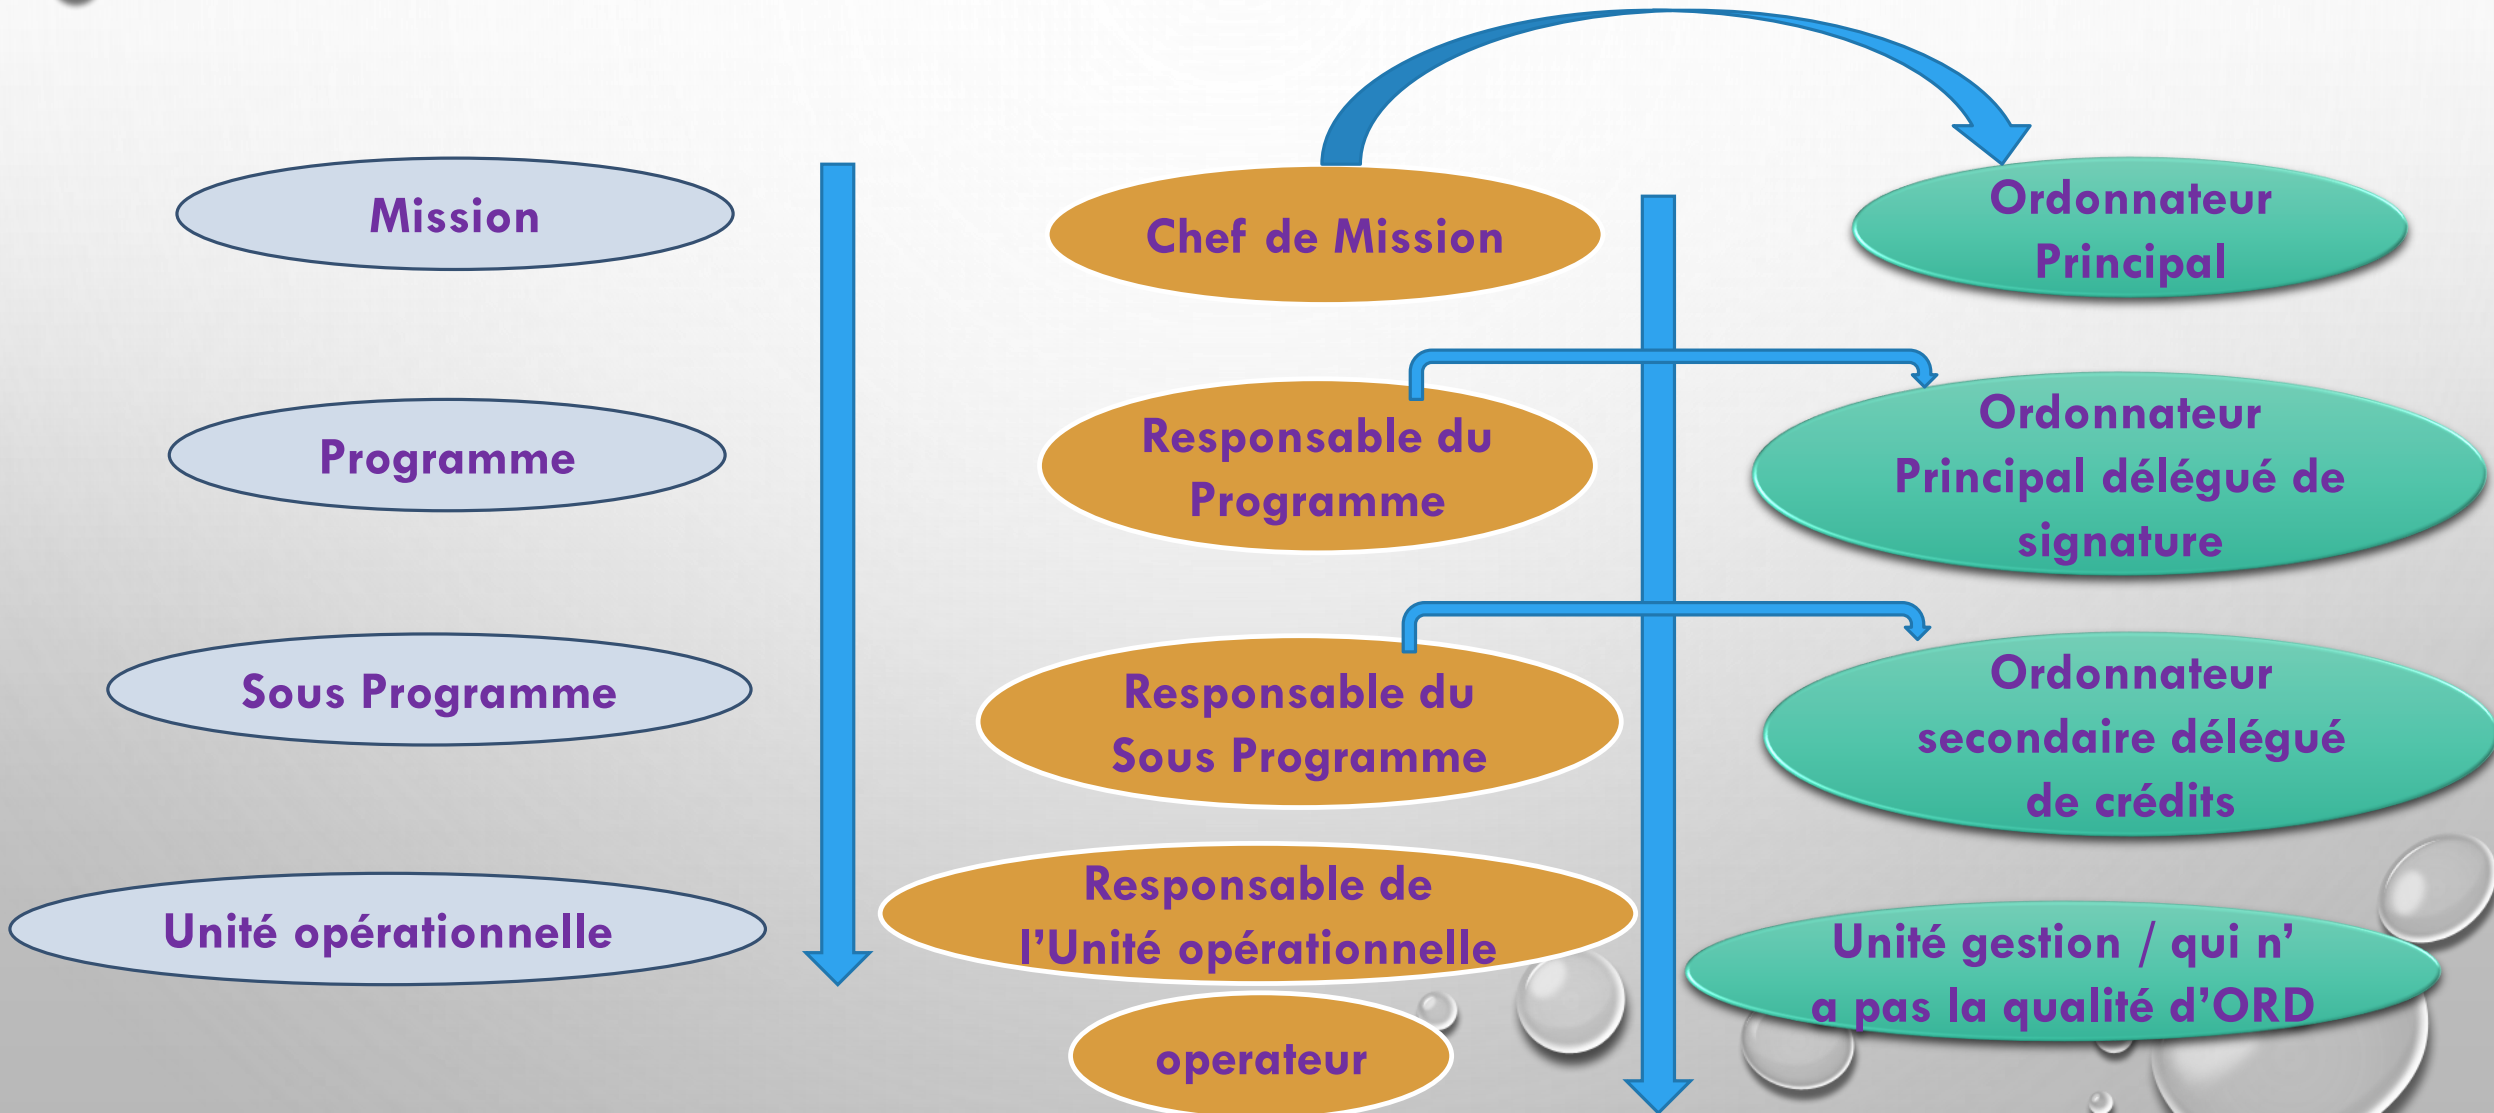 Mission
Chef de Mission
Ordonnateur
Principal
Programme
Responsable du
Programme
Ordonnateur
Principal délégué de
signature
Sous Programme
Responsable du
Sous Programme
Ordonnateur
secondaire délégué
de crédits
Unité opérationnelle
Responsable de
l’Unité opérationnelle
Unité gestion / qui n’
a pas la qualité d’ORD
operateur